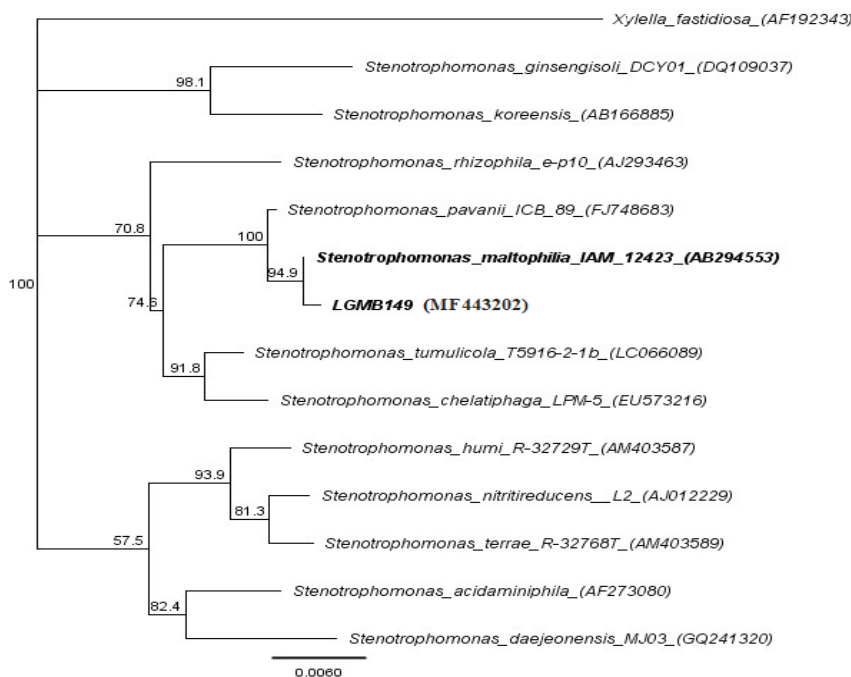 Xylella_fastidiosa_(AF192343)
Stenotrophomonas_ginsengisoli_DCY01_(DQ109037)
98.1
Stenotrophomonas_koreensis_(AB166885)
Stenotrophomonas_rhizophila_e-p10_(AJ293463)
Stenotrophomonas_pavanii_ICB_89_(FJ748683)
70.8
100
Stenotrophomonas_maltophilia_IAM_12423_(AB294553)
94.9
100
74.6
LGMB149 (MF443202)
Stenotrophomonas_tumulicola_T5916-2-1b_(LC066089)
91.8
Stenotrophomonas_chelatiphaga_LPM-5_(EU573216)
Stenotrophomonas_humi_R-32729T_(AM403587)
93.9
Stenotrophomonas_nitritireducens__L2_(AJ012229)
81.3
57.5
Stenotrophomonas_terrae_R-32768T_(AM403589)
Stenotrophomonas_acidaminiphila_(AF273080)
82.4
Stenotrophomonas_daejeonensis_MJ03_(GQ241320)
0.0060